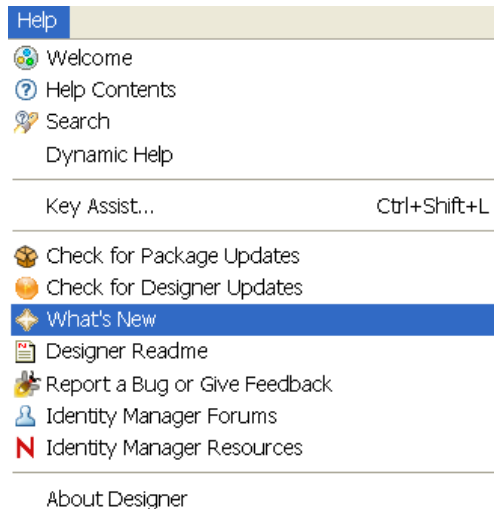 Help
Welcome
Help Contents
Search
Dynamic Help
Key Assist... Ctrl+Shift+L
Check for Package Updates
Check for Designer Updates
What's New
Designer Readme
Report a Bug or Give Feedback
Identity Manager Forums
N Identity Manager Resources
About Designer